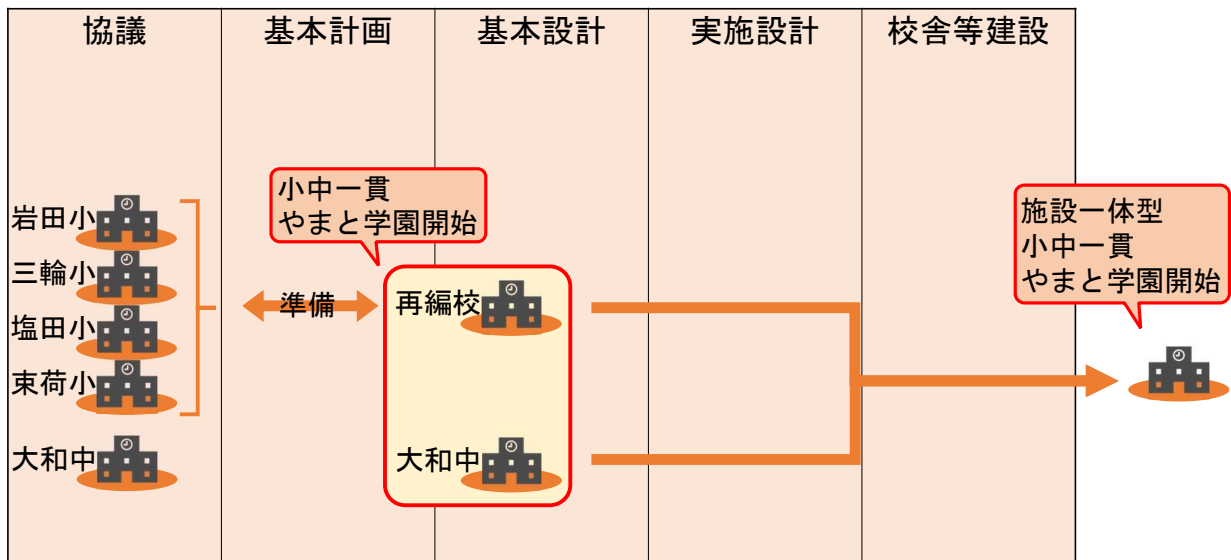 協議
基本計画
基本設計
実施設計
校舎等建設
小中一貫
やまと学園開始
施設一体型
小中一貫
やまと学園開始
岩田小
三輪小
塩田小
束荷小
大和中
準備
再編校
大和中